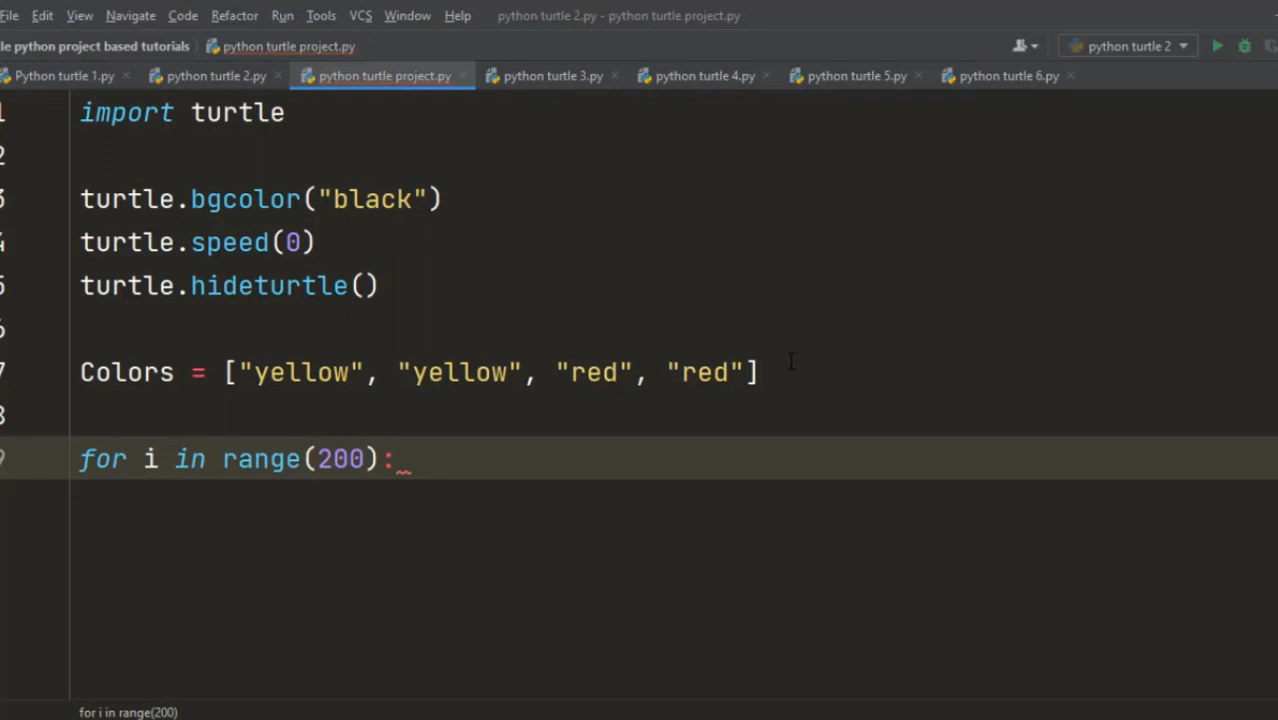 File Edit View Navigate Code Refactor Run Tools VCS Window Help python turtle 2.py - python turtle project.py
le python project based tutorials python turtle project.py python turtle 2
Python turtle 1.py python turtle 2.py python turtle project.py python turtle 3.py python turtle 4.py python turtle 5.py python turtle 6.py
1 import turtle
2
3 turtle.bgcolor("black")
4 turtle.speed(0)
5 turtle.hideturtle()
6
7 Colors = ["yellow", "yellow", "red", "red"]
8
9 for i in range(200):
for i in range(200)